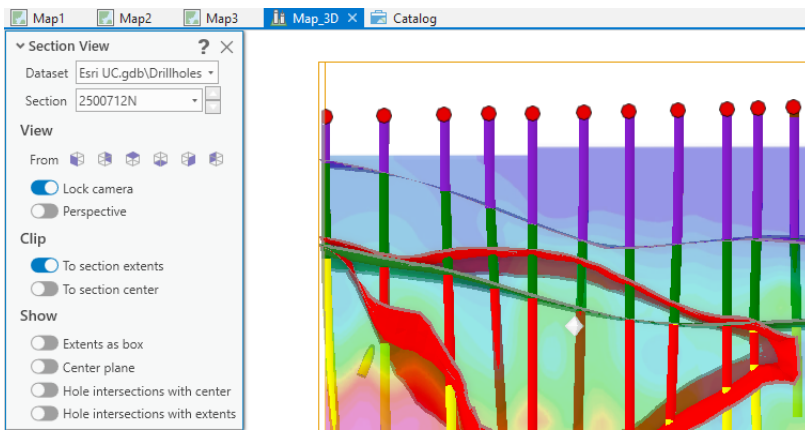 Map1 Map2 Map3 Map_3D Catalog
Section View ?
Dataset Esri UC.gdb\Drillholes
Section 2500712N
View
From
Lock camera
Perspective
Clip
To section extents
To section center
Show
Extents as box
Center plane
Hole intersections with center
Hole intersections with extents